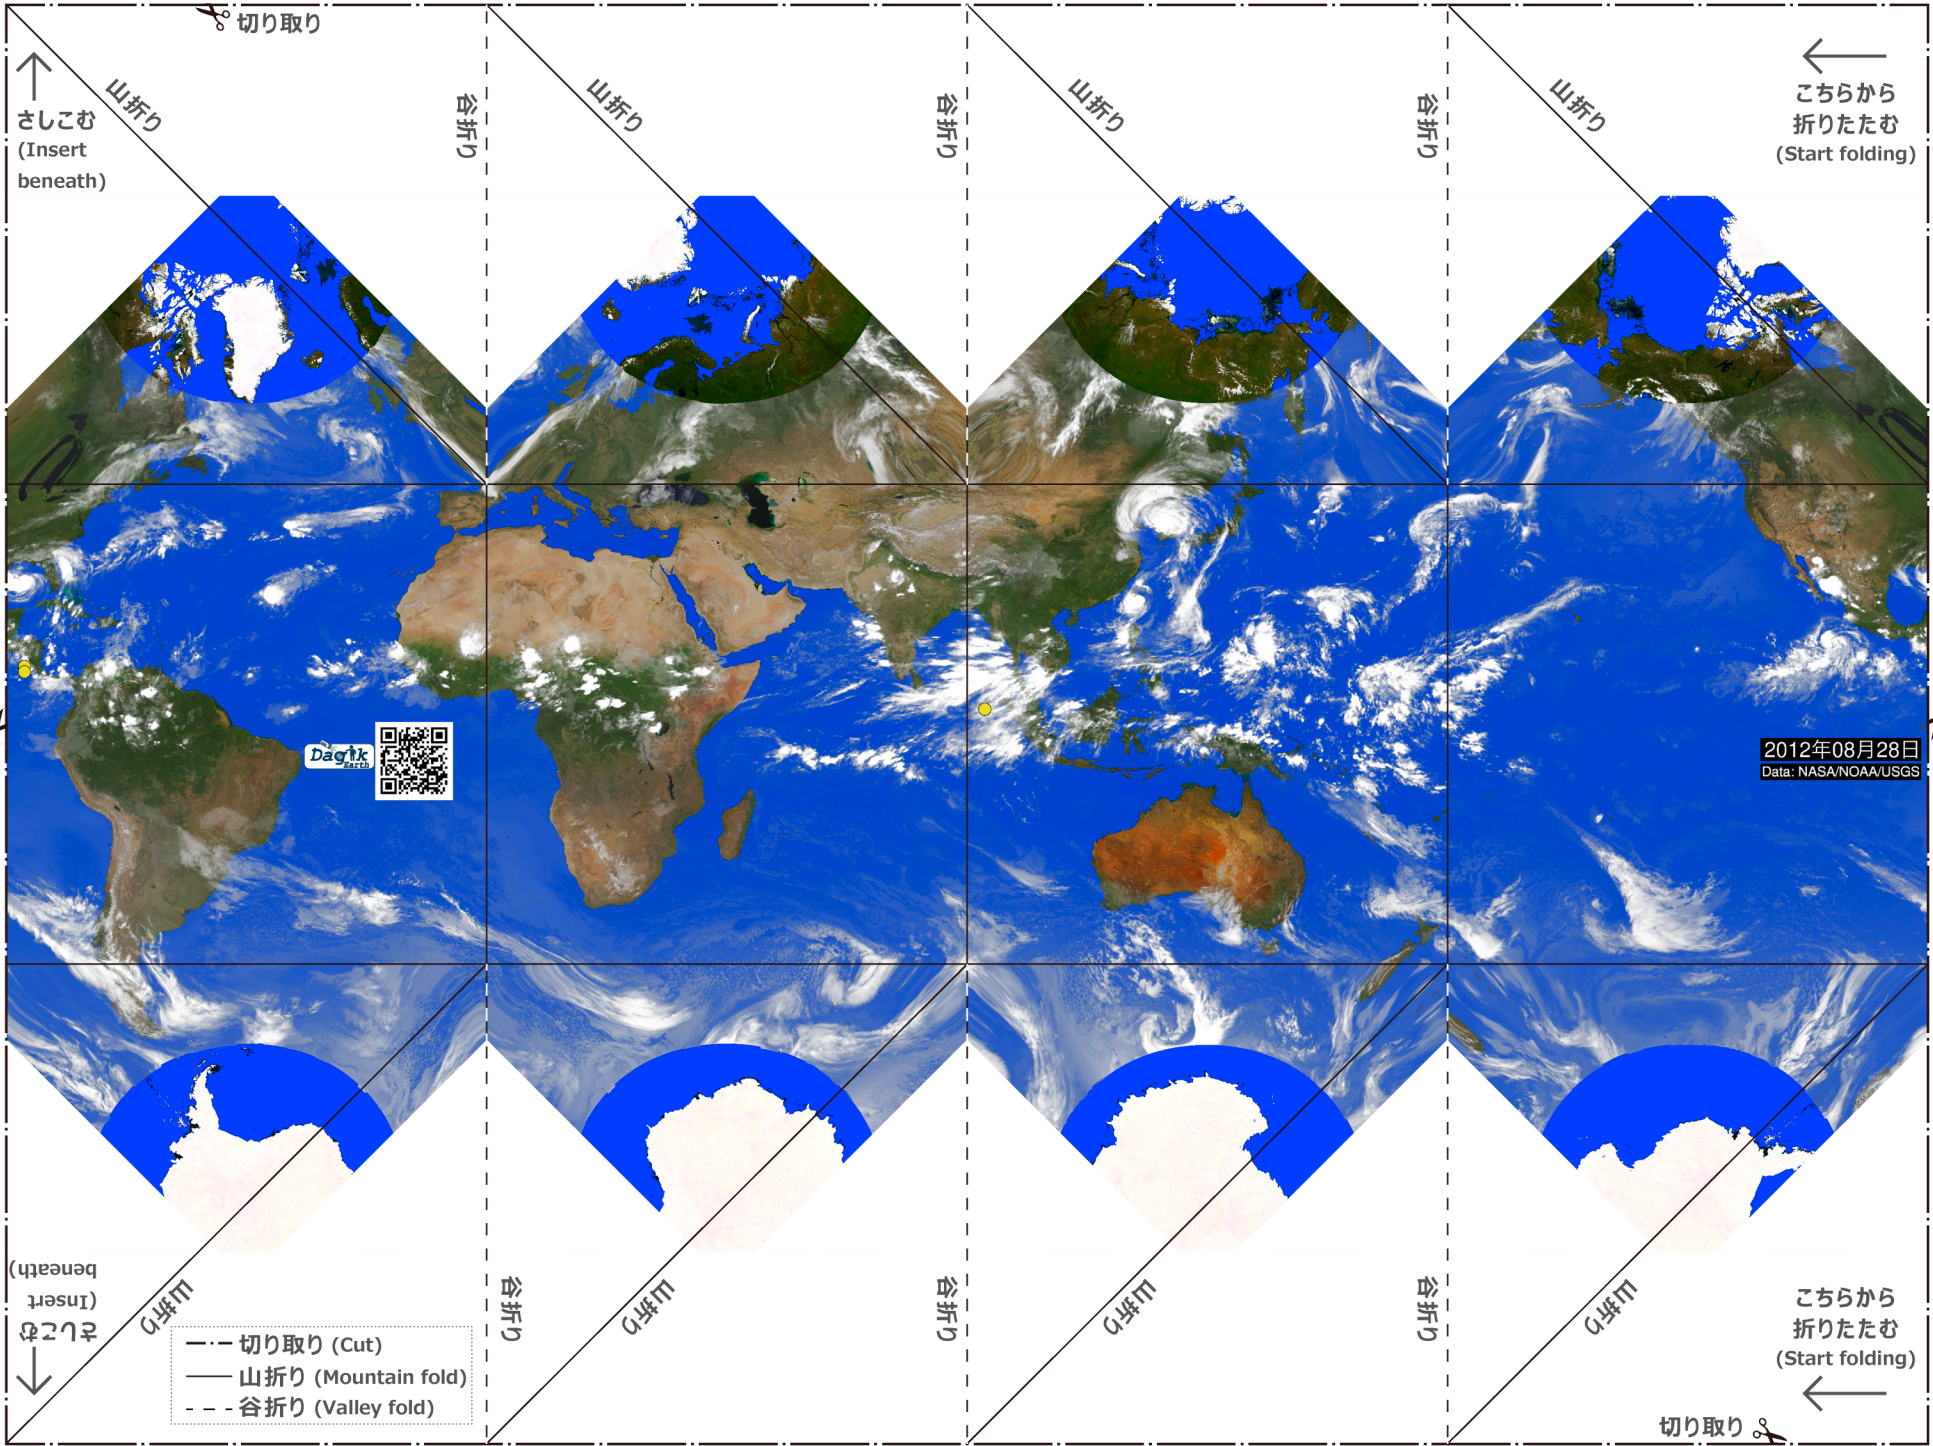 切り取り
山折り
谷折り
山折り
谷折り
山折り
谷折り
山折り
こちらから
折りたたむ
(Start folding)
さしこむ
(Insert
beneath)
Dagik
Earth
2012年08月28日
Data: NASA/NOAA/USGS
さしこむ
(Insert
beneath)
山折り
谷折り
山折り
谷折り
山折り
谷折り
山折り
こちらから
折りたたむ
(Start folding)
切り取り (Cut)
山折り (Mountain fold)
谷折り (Valley fold)
切り取り